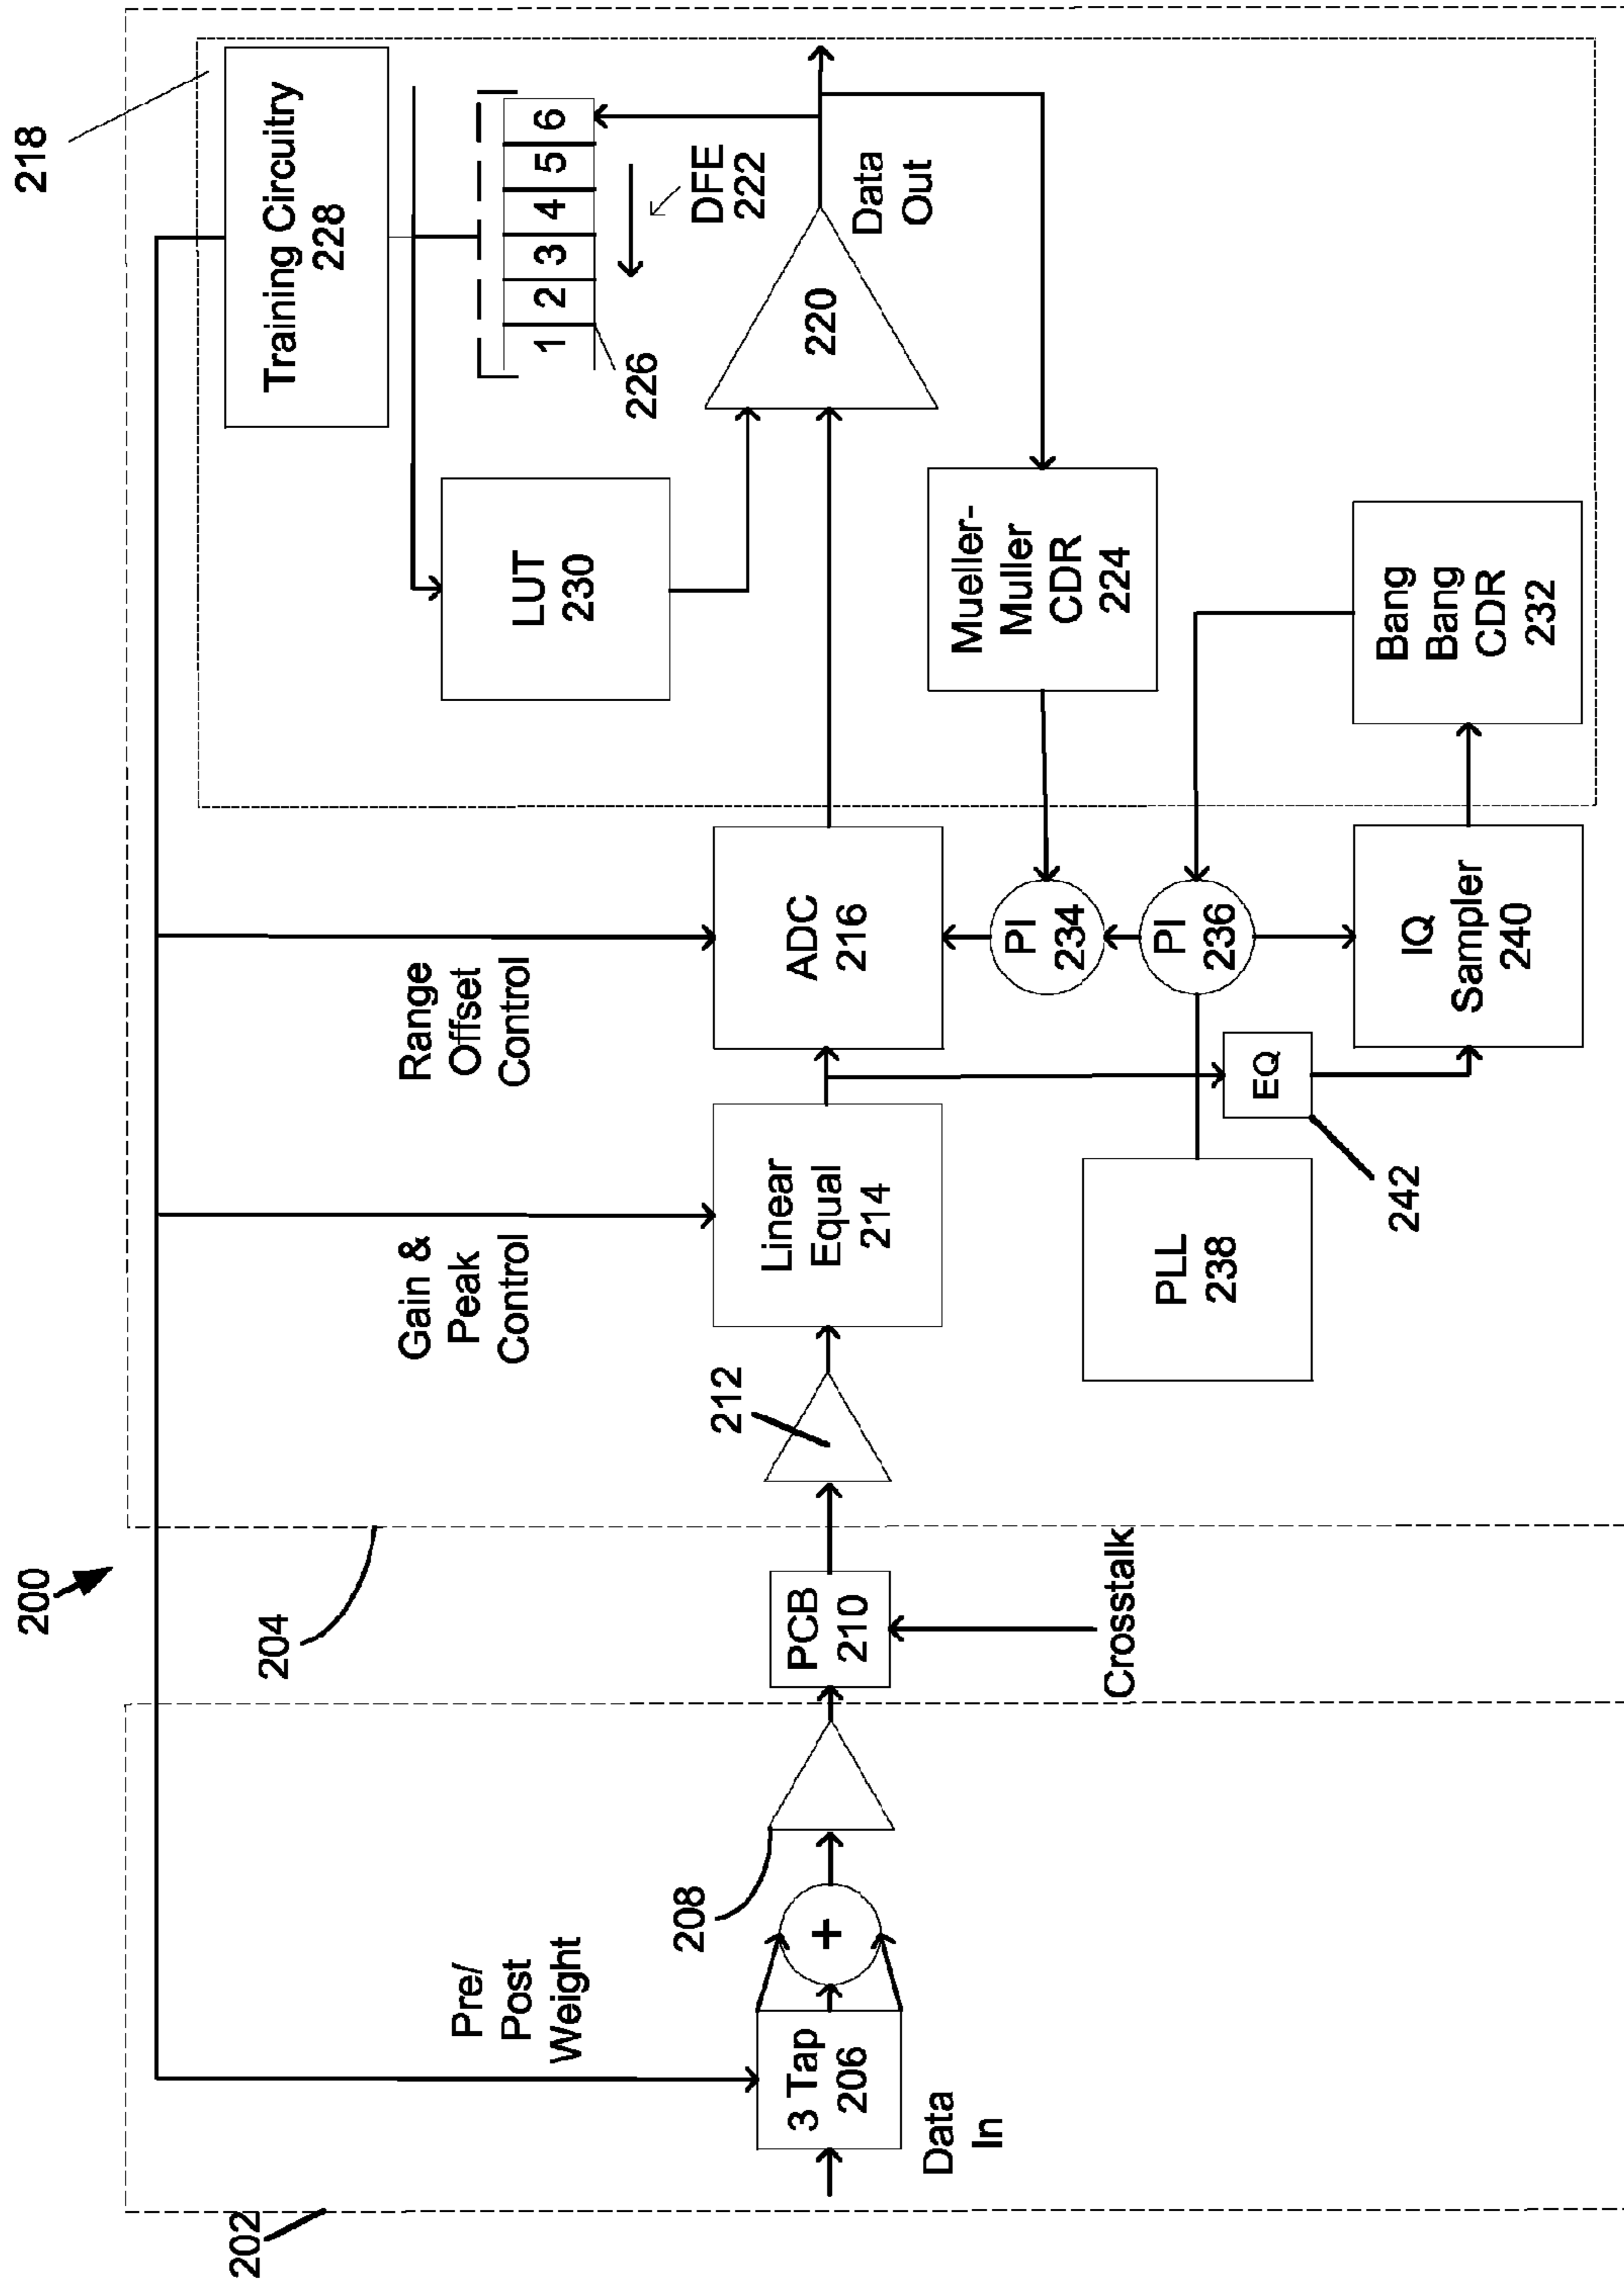 200
202
204
218
Pre/
Post
Weight
3 Tap
206
Data
In
+
208
PCB
210
Crosstalk
212
Gain &
Peak
Control
Linear
Equal
214
Range
Offset
Control
ADC
216
PLL
238
EQ
242
PI
234
PI
236
IQ
Sampler
240
Training Circuitry
228
LUT
230
1 2 3 4 5 6
226
DFE
222
220
Data
Out
Mueller-
Muller
CDR
224
Bang
Bang
CDR
232